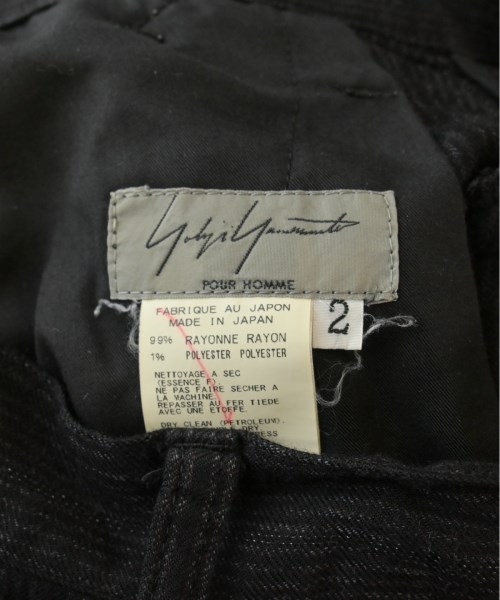 Yohji Yamamoto
POUR HOMME
2
FABRIQUE AU JAPON
MADE IN JAPAN
99% RAYONNE RAYON
1% POLYESTER POLYESTER
NETTOYAGE A SEC
(ESSENCE F).
NE PAS FAIRE SECHER A
LA MACHINE.
REPASSER AU FER TIEDE
AVEC UNE ETOFFE.
DRY CLEAN (PETROLEUM).